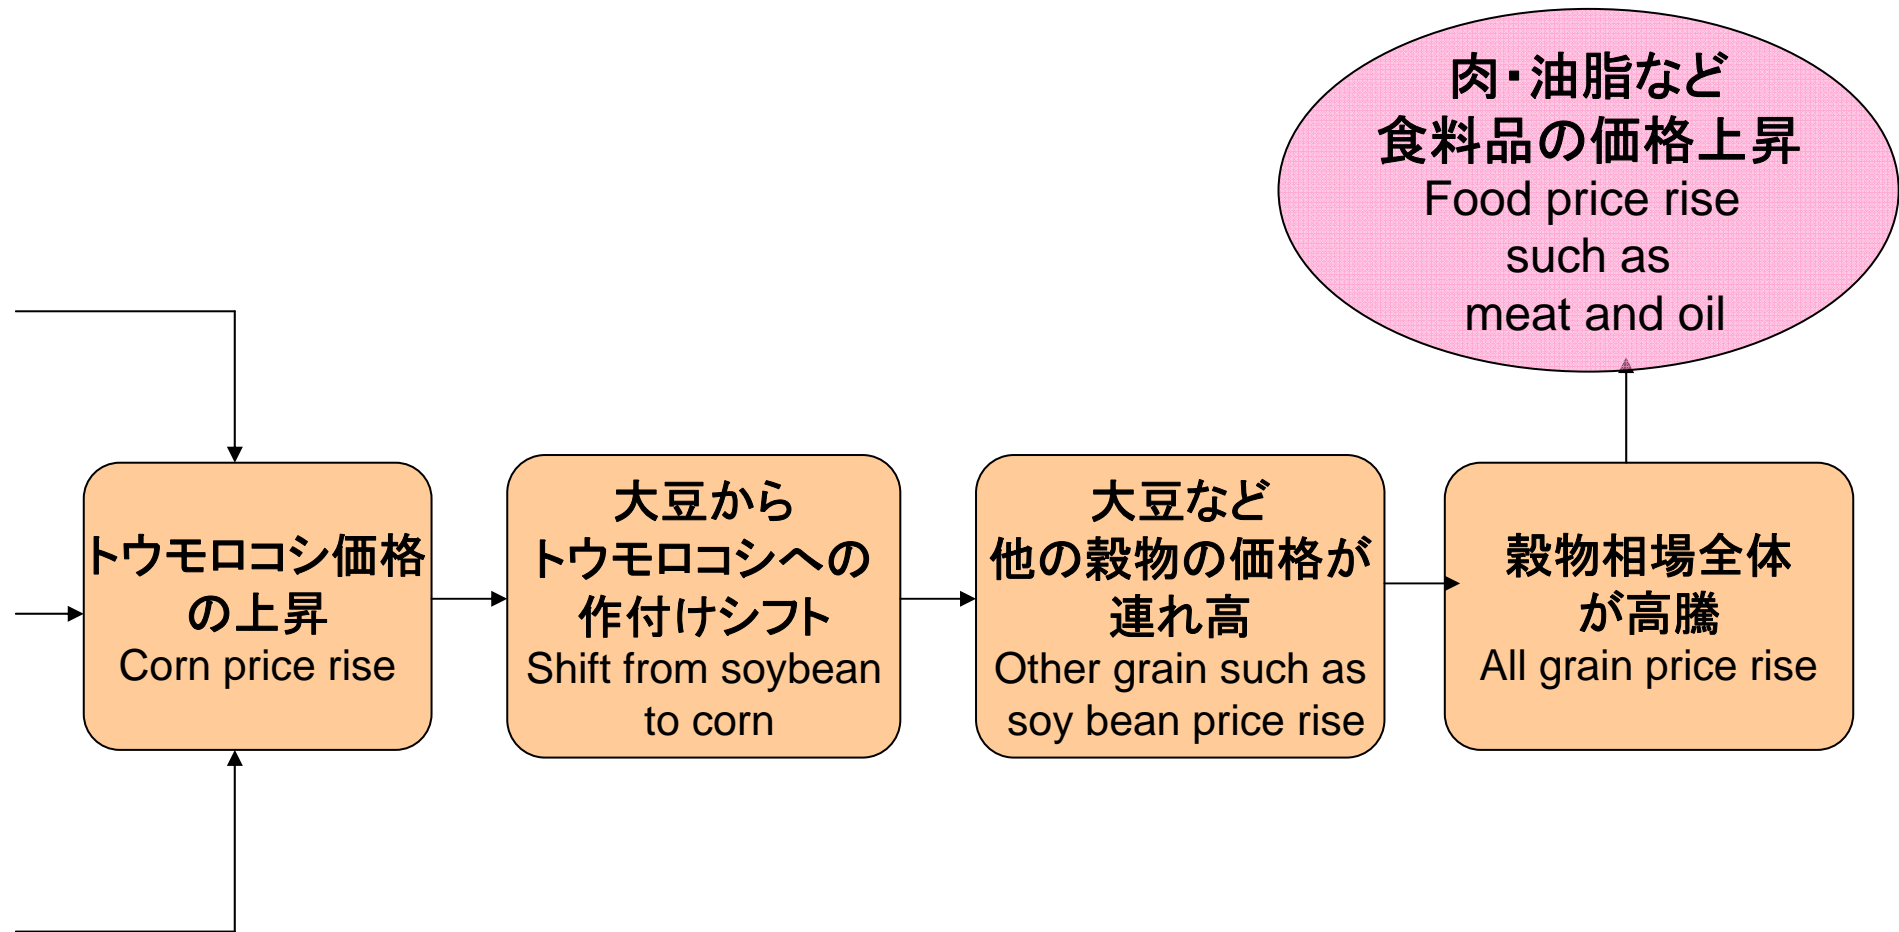 肉・油脂など
食料品の価格上昇
Food price rise
such as
meat and oil
トウモロコシ価格
の上昇
Corn price rise
大豆から
トウモロコシへの
作付けシフト
Shift from soybean
to corn
大豆など
他の穀物の価格が
連れ高
Other grain such as
soy bean price rise
穀物相場全体
が高騰
All grain price rise